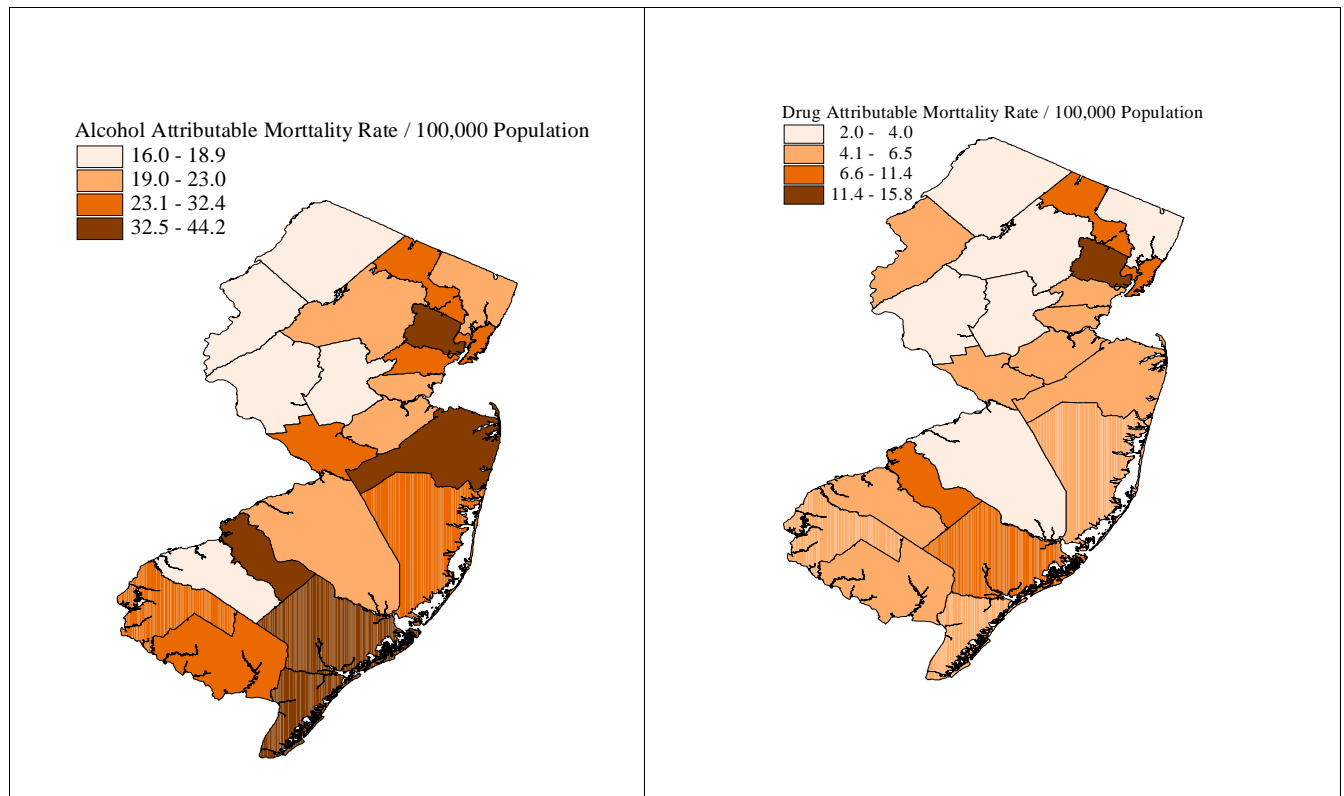 Alcohol Attributable Morttality Rate / 100,000 Population
16.0 - 18.9
19.0 - 23.0
23.1 - 32.4
32.5 - 44.2
Drug Attributable Morttality Rate / 100,000 Population
2.0 - 4.0
4.1 - 6.5
6.6 - 11.4
11.4 - 15.8